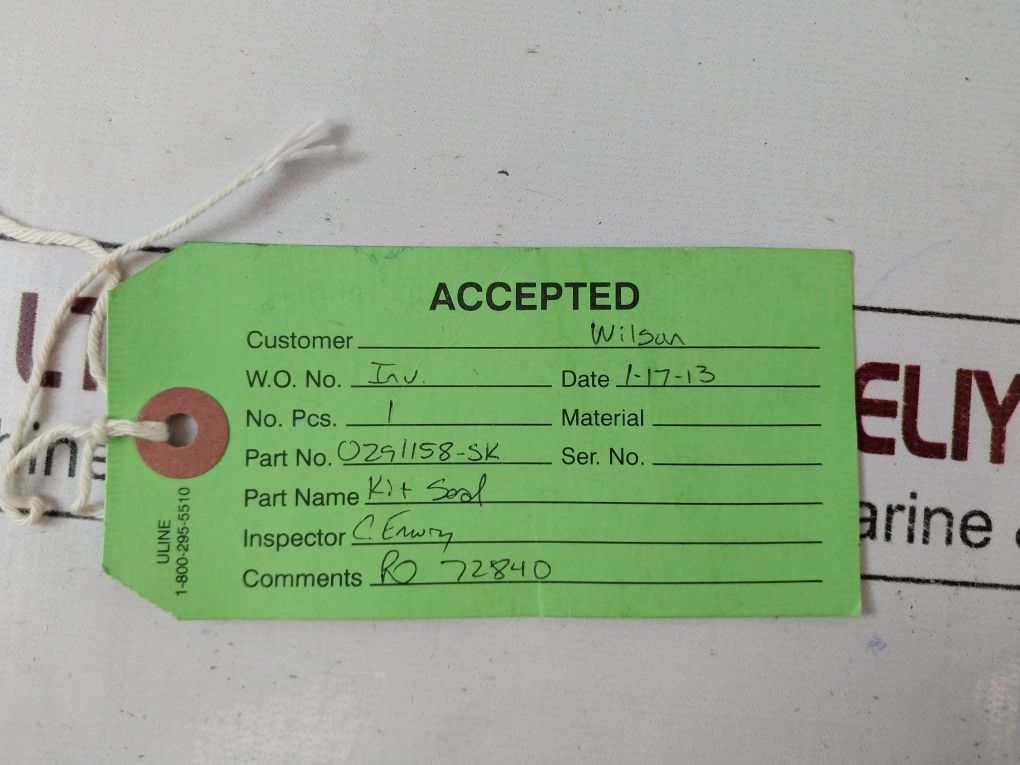 ACCEPTED
Customer Wilson
W.O. No. Inv. Date 1-17-13
No. Pcs. 1 Material
Part No. 0291158-SK Ser. No.
Part Name Kit Seal
Inspector C. Emory
Comments RO 72840
ULINE
1-800-295-5510
ELIY
arine